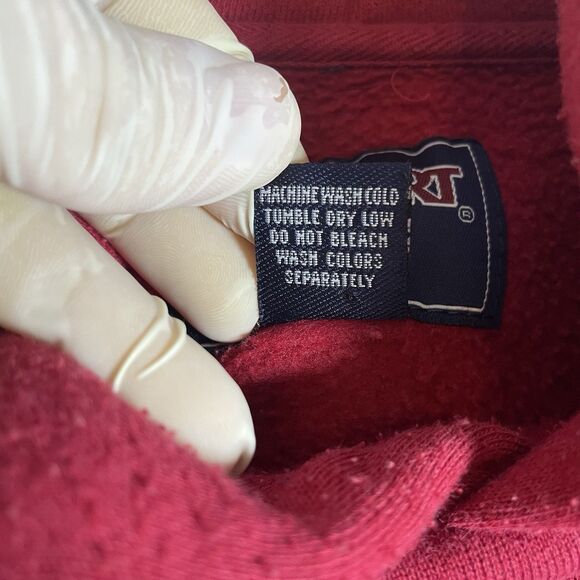 MACHINE WASH COLD
TUMBLE DRY LOW
DO NOT BLEACH
WASH COLORS
SEPARATELY
®